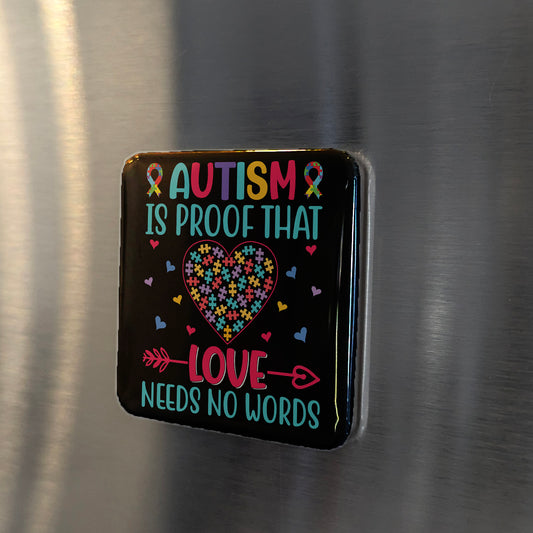 AUTISM
IS PROOF THAT
LOVE
NEEDS NO WORDS